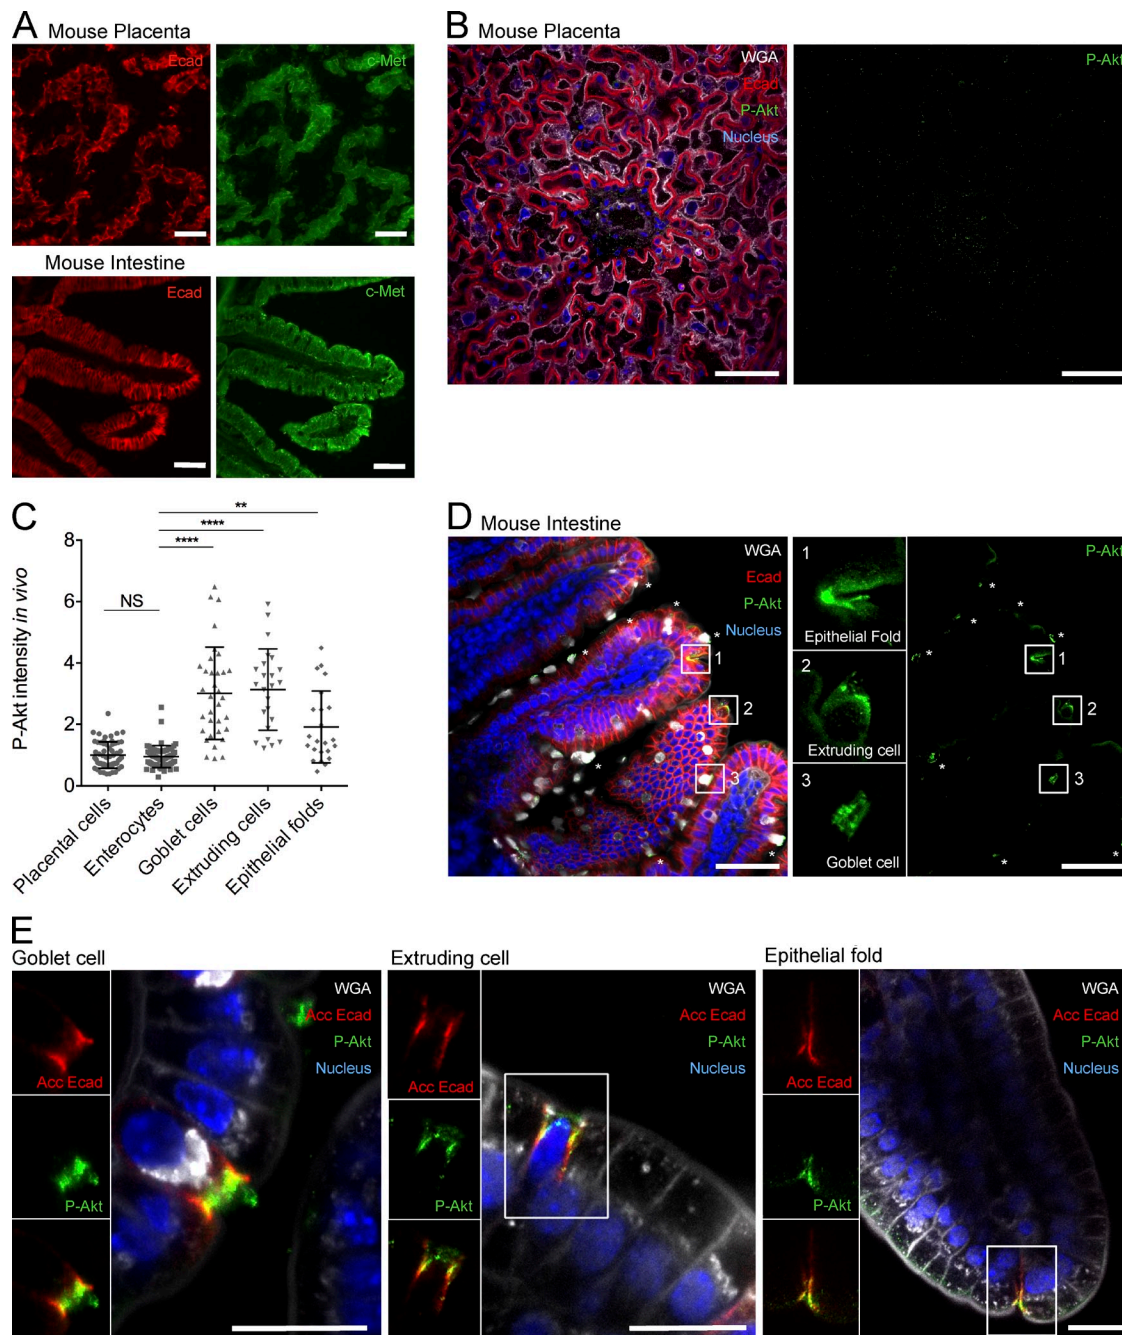 A Mouse Placenta
Ecad
c-Met
Mouse Intestine
Ecad
c-Met
B Mouse Placenta
WGA
Ecad
P-Akt
Nucleus
P-Akt
C
P-Akt intensity in vivo
8
6
4
2
0
NS
****
****
**
Placental cells
Enterocytes
Goblet cells
Extruding cells
Epithelial folds
D Mouse Intestine
WGA
Ecad
P-Akt
Nucleus
*
*
*
*
*
*
*
*
1
2
3
1
Epithelial Fold
2
Extruding cell
3
Goblet cell
P-Akt
*
*
*
*
*
*
*
*
1
2
3
E
Goblet cell
Acc Ecad
P-Akt
WGA
Acc Ecad
P-Akt
Nucleus
Extruding cell
Acc Ecad
P-Akt
WGA
Acc Ecad
P-Akt
Nucleus
Epithelial fold
Acc Ecad
P-Akt
WGA
Acc Ecad
P-Akt
Nucleus